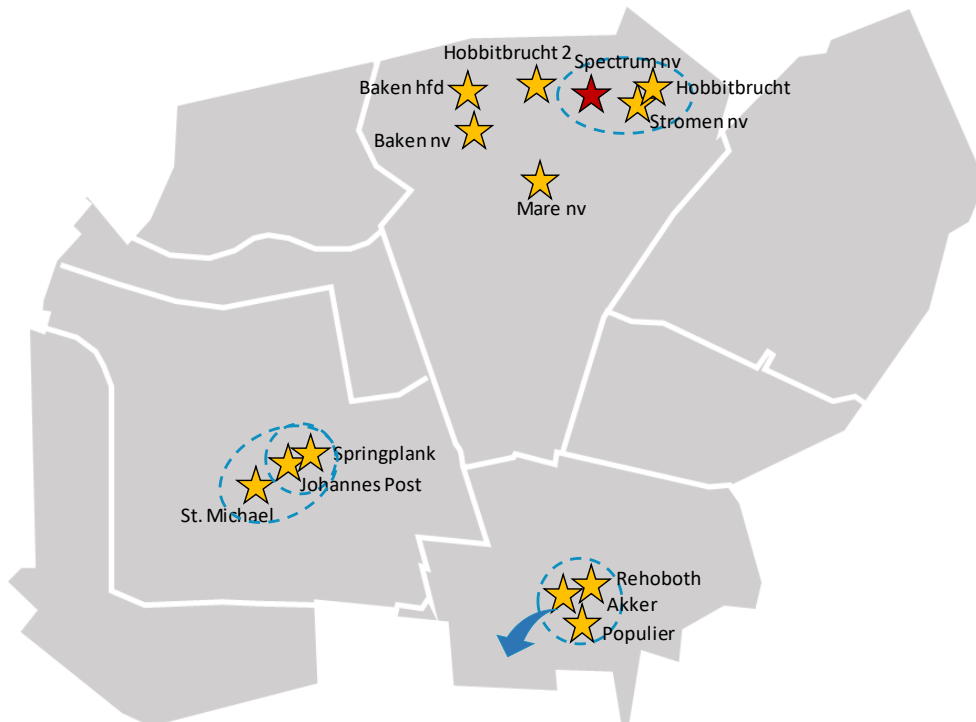 Hobbitbrucht 2
Spectrum nv
Baken hfd
Hobbitbrucht
Stromen nv
Baken nv
Mare nv
Springplank
Johannes Post
St. Michael
Rehoboth
Akker
Populier